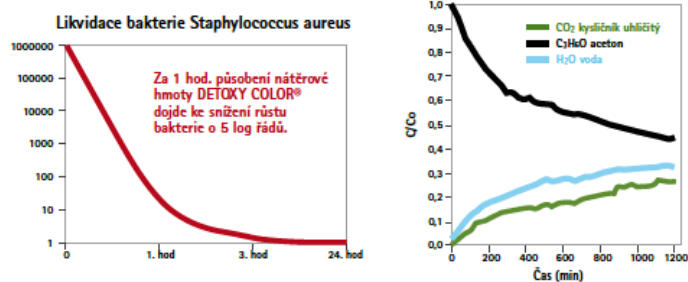 Likvidace bakterie Staphylococcus aureus
1000000
100000
10000
1000
100
10
1
0
1. hod
3. hod
24. hod
Za 1 hod. působení nátěrové
hmoty DETOXY COLOR®
dojde ke snížení růstu
bakterie o 5 log řádů.
C/Co
1,0
0,9
0,8
0,7
0,6
0,5
0,4
0,3
0,2
0,1
0,0
0
200
400
600
800
1000
1200
Čas (min)
CO₂ kysličník uhličitý
C₃H₆O aceton
H₂O voda